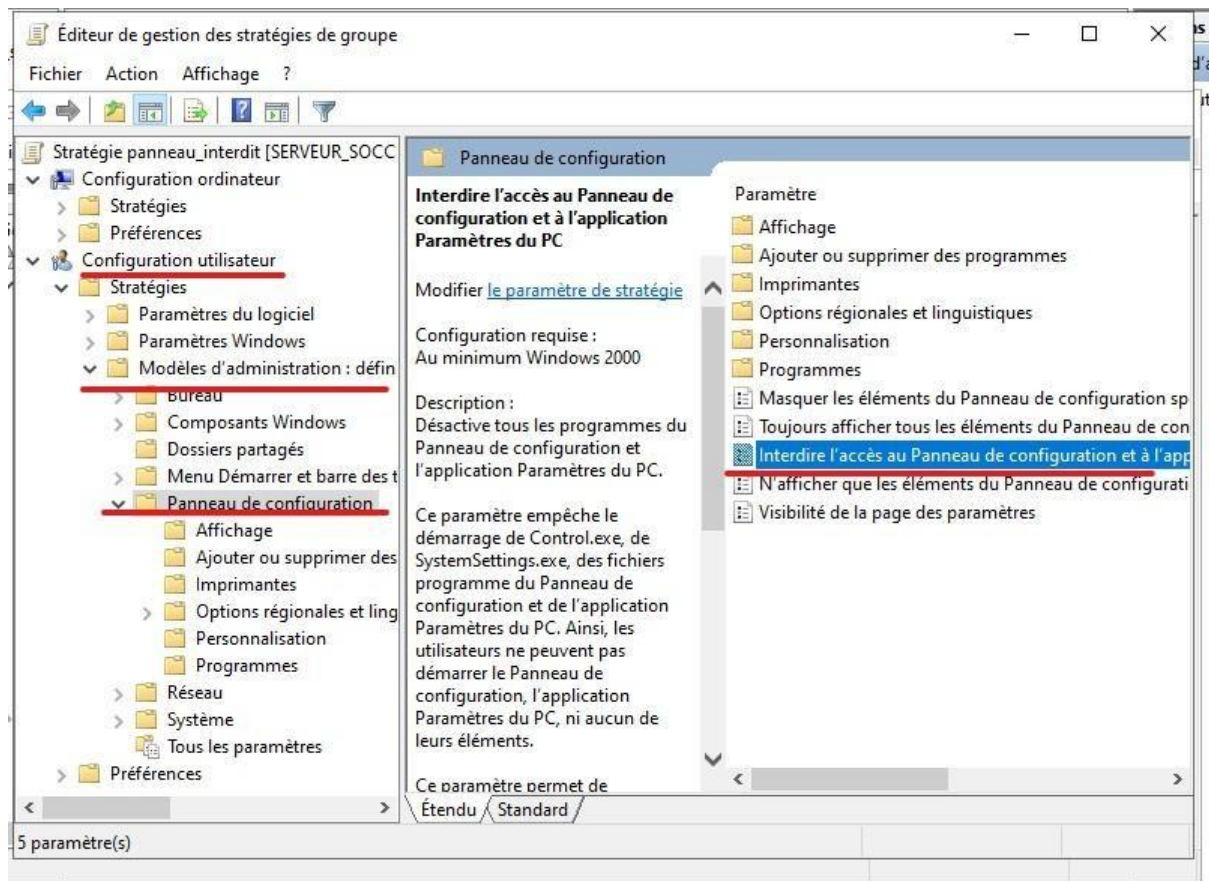 Éditeur de gestion des stratégies de groupe
Fichier Action Affichage ?
Stratégie panneau_interdit [SERVEUR_SOCC
Configuration ordinateur
Stratégies
Préférences
Configuration utilisateur
Stratégies
Paramètres du logiciel
Paramètres Windows
Modèles d'administration : défin
Bureau
Composants Windows
Dossiers partagés
Menu Démarrer et barre des t
Panneau de configuration
Affichage
Ajouter ou supprimer des
Imprimantes
Options régionales et ling
Personnalisation
Programmes
Réseau
Système
Tous les paramètres
Préférences
Panneau de configuration
Interdire l'accès au Panneau de
configuration et à l'application
Paramètres du PC
Modifier le paramètre de stratégie
Configuration requise :
Au minimum Windows 2000
Description :
Désactive tous les programmes du
Panneau de configuration et
l'application Paramètres du PC.
Ce paramètre empêche le
démarrage de Control.exe, de
SystemSettings.exe, des fichiers
programme du Panneau de
configuration et de l'application
Paramètres du PC. Ainsi, les
utilisateurs ne peuvent pas
démarrer le Panneau de
configuration, l'application
Paramètres du PC, ni aucun de
leurs éléments.
Ce paramètre permet de
Paramètre
Affichage
Ajouter ou supprimer des programmes
Imprimantes
Options régionales et linguistiques
Personnalisation
Programmes
Masquer les éléments du Panneau de configuration sp
Toujours afficher tous les éléments du Panneau de con
Interdire l'accès au Panneau de configuration et à l'app
N'afficher que les éléments du Panneau de configurati
Visibilité de la page des paramètres
Étendu Standard
5 paramètre(s)